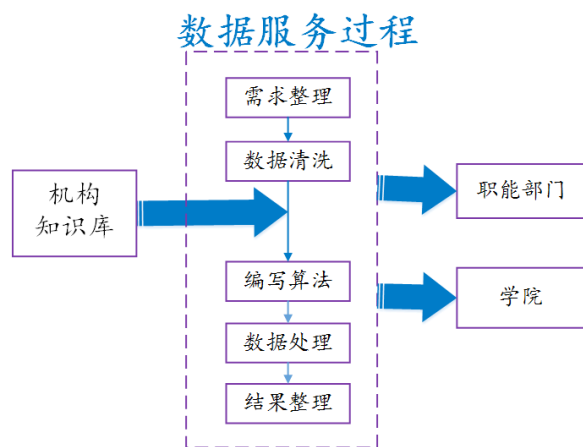 数据服务过程
需求整理
数据清洗
机构
知识库
职能部门
编写算法
学院
数据处理
结果整理